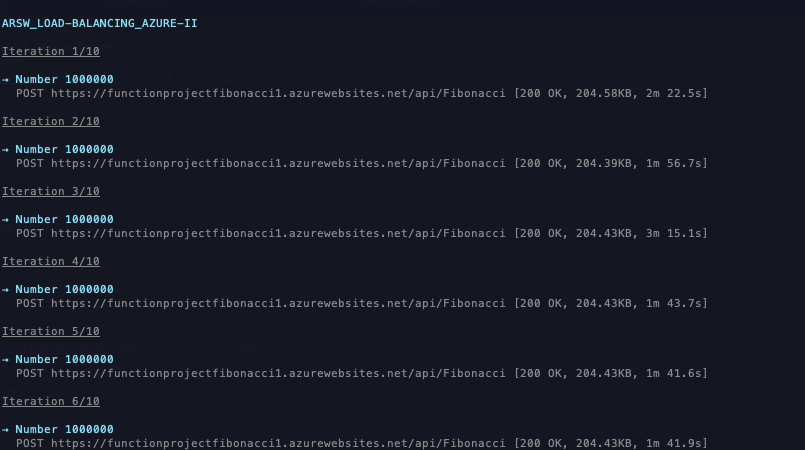 ARSW_LOAD-BALANCING_AZURE-II
Iteration 1/10
→ Number 1000000
POST https://functionprojectfibonacci1.azurewebsites.net/api/Fibonacci [200 OK, 204.58KB, 2m 22.5s]
Iteration 2/10
→ Number 1000000
POST https://functionprojectfibonacci1.azurewebsites.net/api/Fibonacci [200 OK, 204.39KB, 1m 56.7s]
Iteration 3/10
→ Number 1000000
POST https://functionprojectfibonacci1.azurewebsites.net/api/Fibonacci [200 OK, 204.43KB, 3m 15.1s]
Iteration 4/10
→ Number 1000000
POST https://functionprojectfibonacci1.azurewebsites.net/api/Fibonacci [200 OK, 204.43KB, 1m 43.7s]
Iteration 5/10
→ Number 1000000
POST https://functionprojectfibonacci1.azurewebsites.net/api/Fibonacci [200 OK, 204.43KB, 1m 41.6s]
Iteration 6/10
→ Number 1000000
POST https://functionprojectfibonacci1.azurewebsites.net/api/Fibonacci [200 OK, 204.43KB, 1m 41.9s]